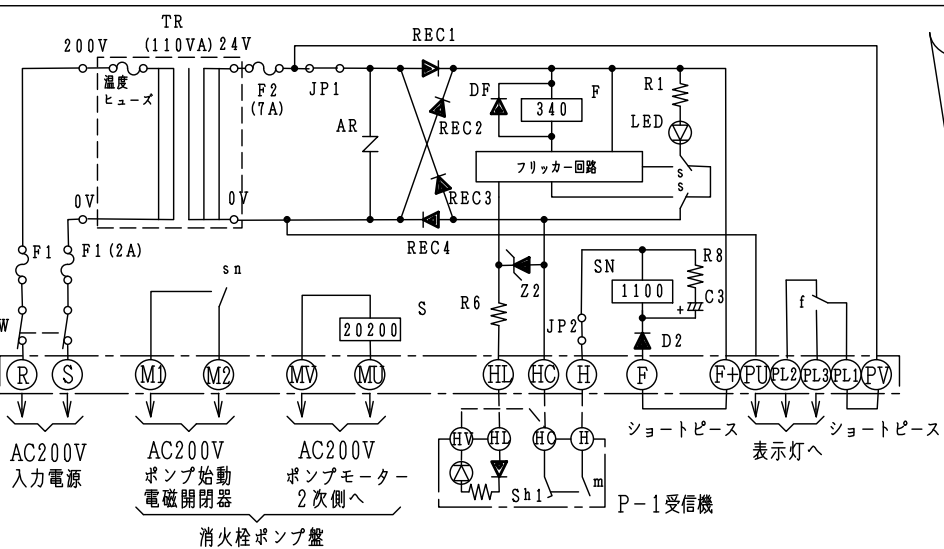 TR
200V
(110VA)
24V
REC1
温度
ヒューズ
F2
(7A)
JP1
DF
340
F
R1
AR
REC2
LED
フリッカー回路
s
s
REC3
0V
0V
REC4
F1
F1(2A)
sn
Z2
SN
1100
R8
C3
+
S
R6
20200
JP2
D2
f
W
R
S
M1
M2
MV
MU
HL
HC
H
F
F+
PU
PL2
PL3
PL1
PV
AC200V
入力電源
AC200V
ポンプ始動
電磁開閉器
AC200V
ポンプモーター
2次側へ
消火栓ポンプ盤
HV
HL
HC
H
Sh1
m
P-1受信機
ショートピース
表示灯へ
ショートピース